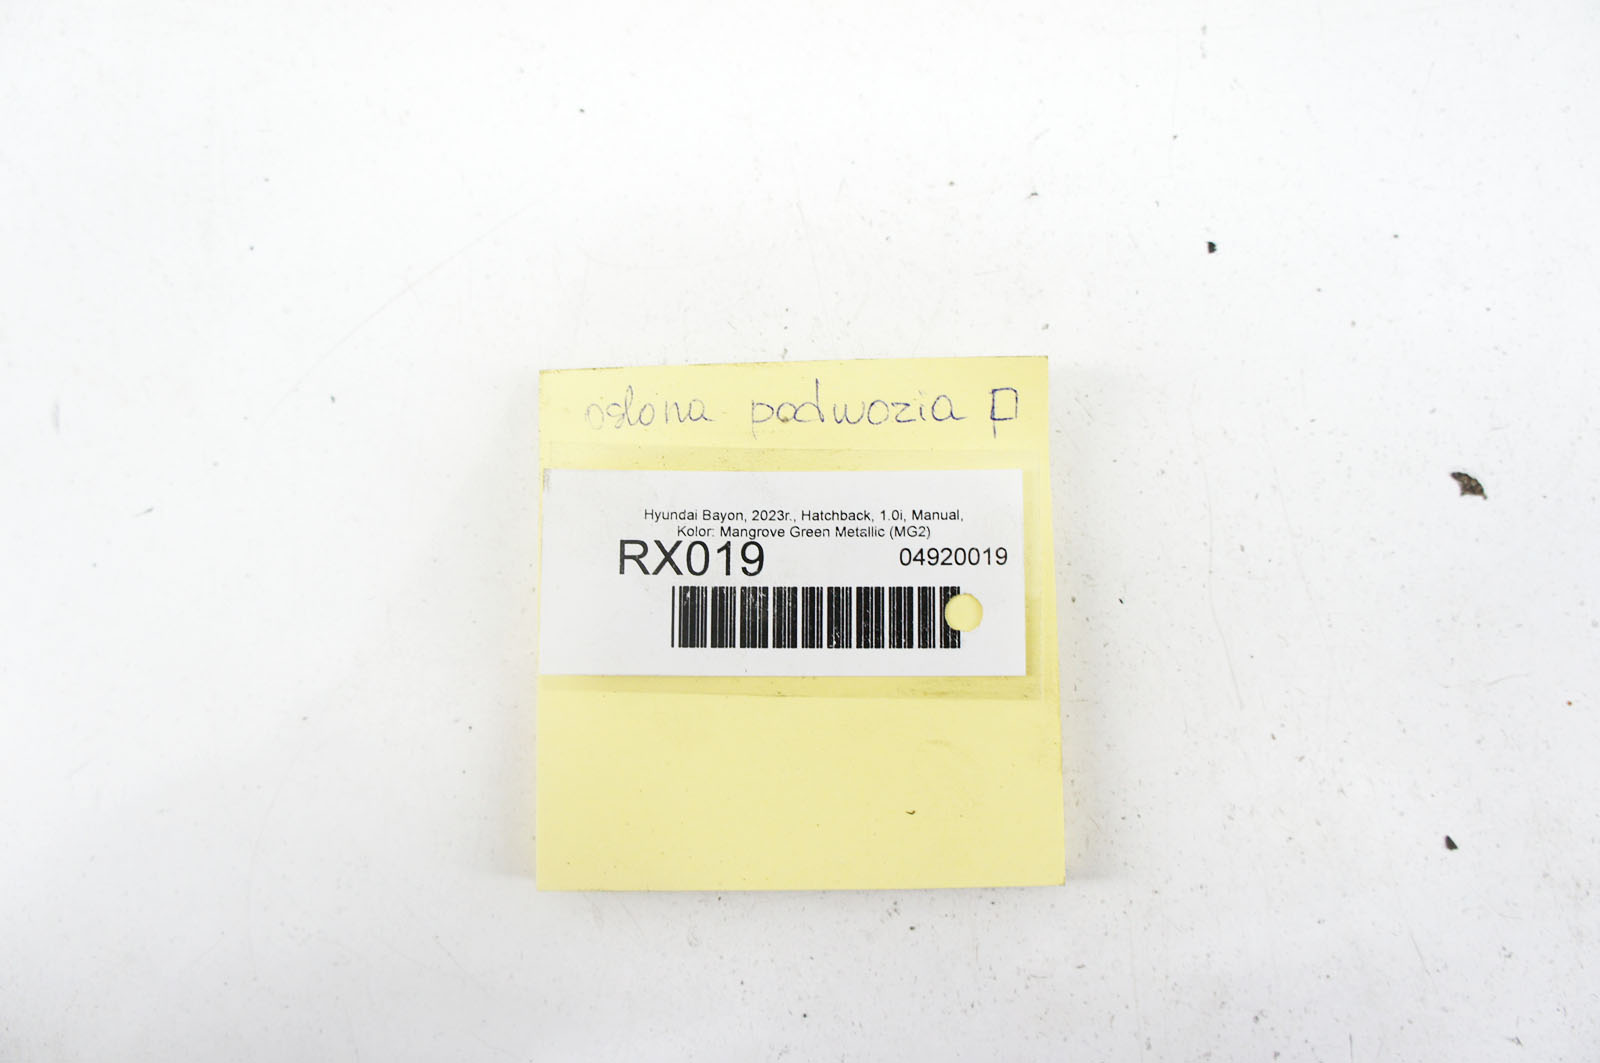 osłona podwozia P
Hyundai Bayon, 2023r., Hatchback, 1.0i, Manual,
Kolor: Mangrove Green Metallic (MG2)
RX019 04920019